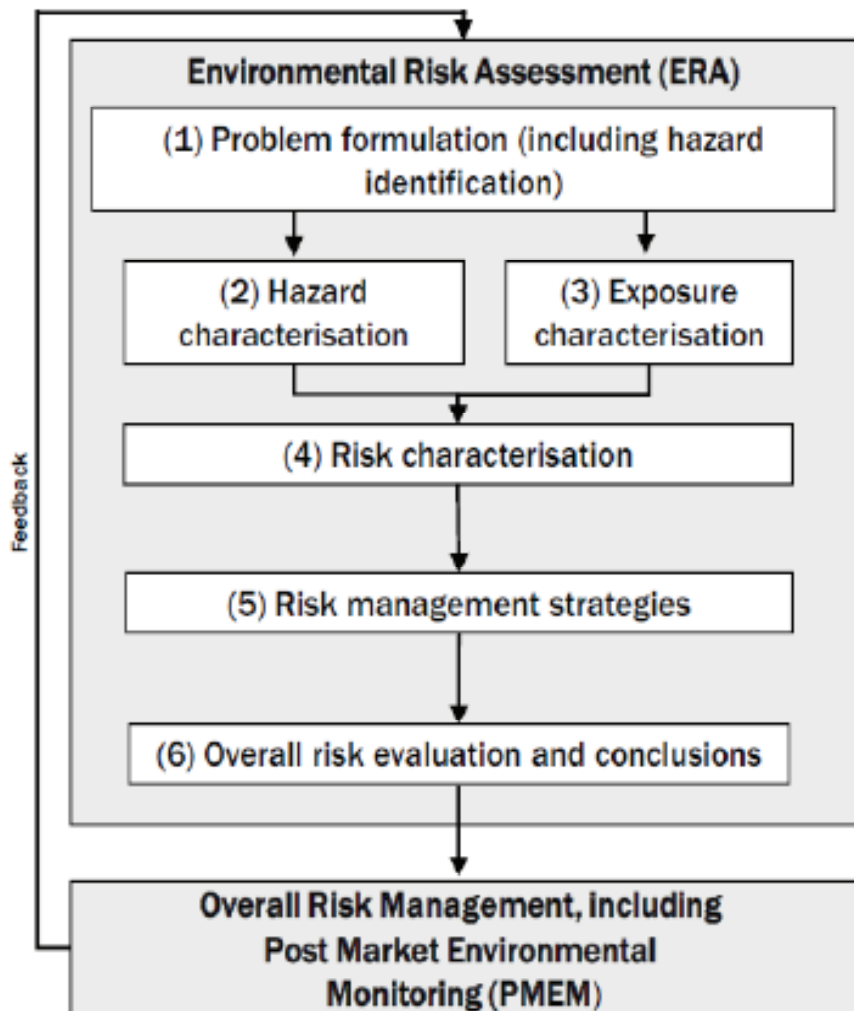 Environmental Risk Assessment (ERA)
(1) Problem formulation (including hazard
identification)
(2) Hazard
characterisation
(3) Exposure
characterisation
(4) Risk characterisation
(5) Risk management strategies
(6) Overall risk evaluation and conclusions
Feedback
Overall Risk Management, including
Post Market Environmental
Monitoring (PMEM)